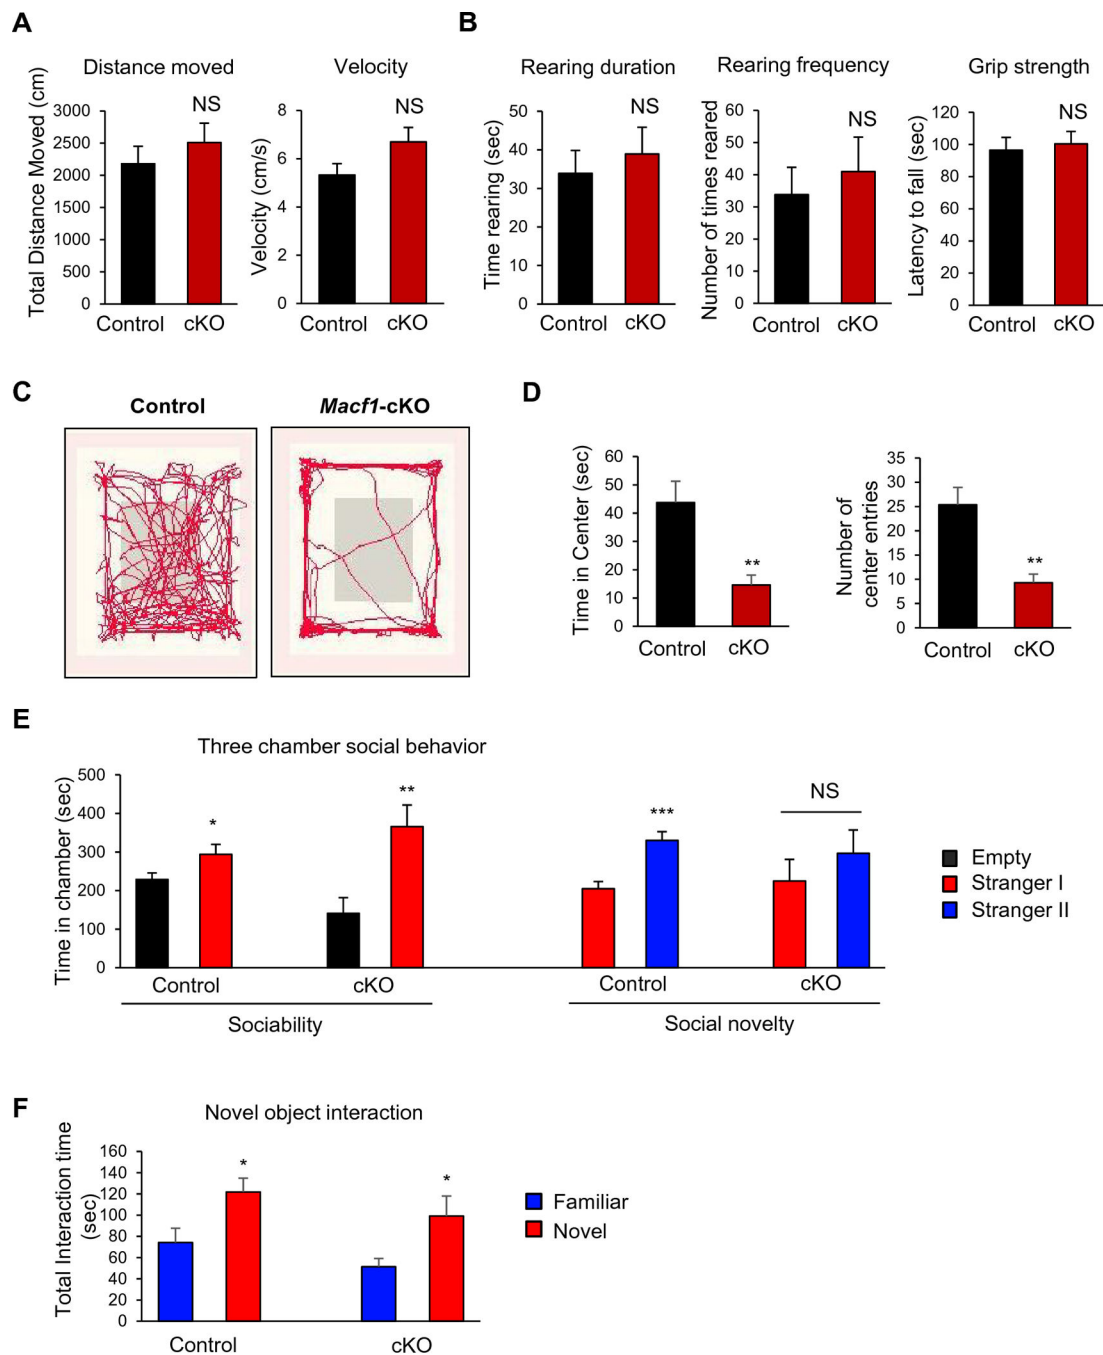 A
B
Distance moved
Velocity
Rearing duration
Rearing frequency
Grip strength
Total Distance Moved (cm)
3000
2500
2000
1500
1000
500
0
NS
Control
cKO
Velocity (cm/s)
8
6
4
2
0
NS
Control
cKO
Time rearing (sec)
50
40
30
20
10
0
NS
Control
cKO
Number of times reared
60
50
40
30
20
10
0
NS
Control
cKO
Latency to fall (sec)
120
100
80
60
40
20
0
NS
Control
cKO
C
Control
Macf1-cKO
D
Time in Center (sec)
60
50
40
30
20
10
0
**
Control
cKO
Number of
center entries
35
30
25
20
15
10
5
0
**
Control
cKO
E
Three chamber social behavior
Time in chamber (sec)
500
400
300
200
100
0
*
**
***
NS
Control
cKO
Control
cKO
Sociability
Social novelty
Empty
Stranger I
Stranger II
F
Novel object interaction
Total Interaction time
(sec)
160
140
120
100
80
60
40
20
0
*
*
Control
cKO
Familiar
Novel